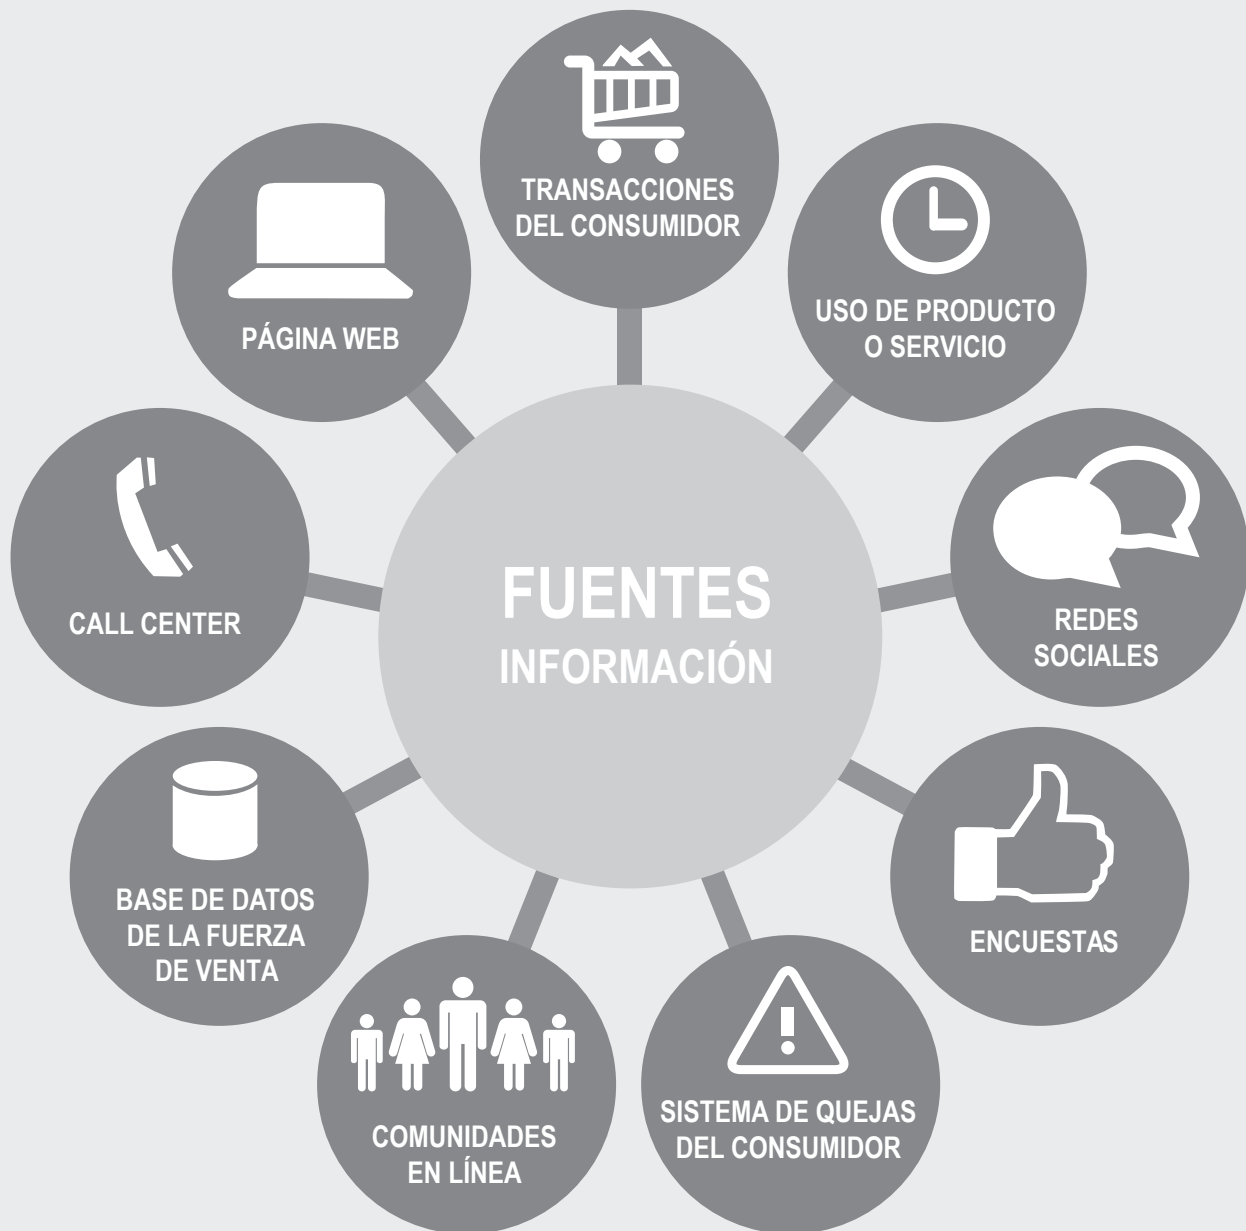 TRANSACCIONES
DEL CONSUMIDOR
USO DE PRODUCTO
O SERVICIO
REDES
SOCIALES
ENCUESTAS
SISTEMA DE QUEJAS
DEL CONSUMIDOR
COMUNIDADES
EN LÍNEA
BASE DE DATOS
DE LA FUERZA
DE VENTA
CALL CENTER
PÁGINA WEB
FUENTES
INFORMACIÓN